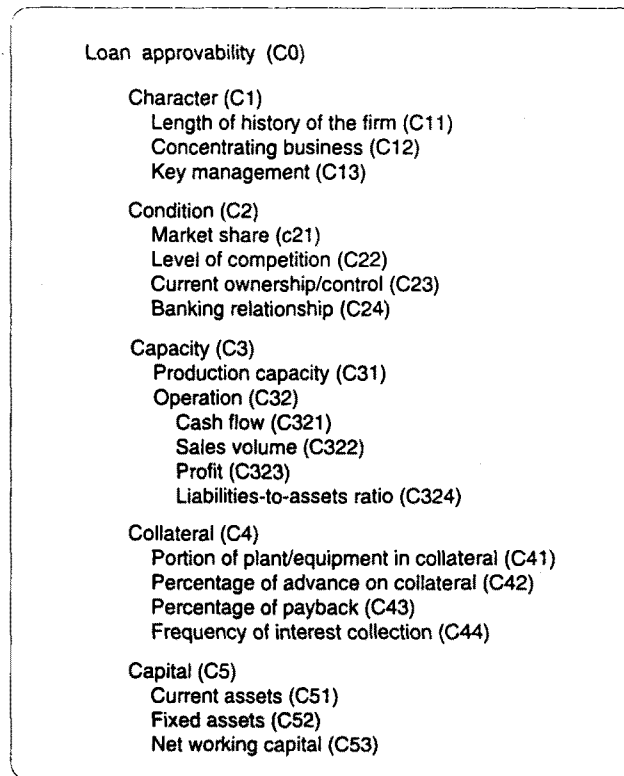 Loan approvability (C0)
Character (C1)
Length of history of the firm (C11)
Concentrating business (C12)
Key management (C13)
Condition (C2)
Market share (c21)
Level of competition (C22)
Current ownership/control (C23)
Banking relationship (C24)
Capacity (C3)
Production capacity (C31)
Operation (C32)
Cash flow (C321)
Sales volume (C322)
Profit (C323)
Liabilities-to-assets ratio (C324)
Collateral (C4)
Portion of plant/equipment in collateral (C41)
Percentage of advance on collateral (C42)
Percentage of payback (C43)
Frequency of interest collection (C44)
Capital (C5)
Current assets (C51)
Fixed assets (C52)
Net working capital (C53)